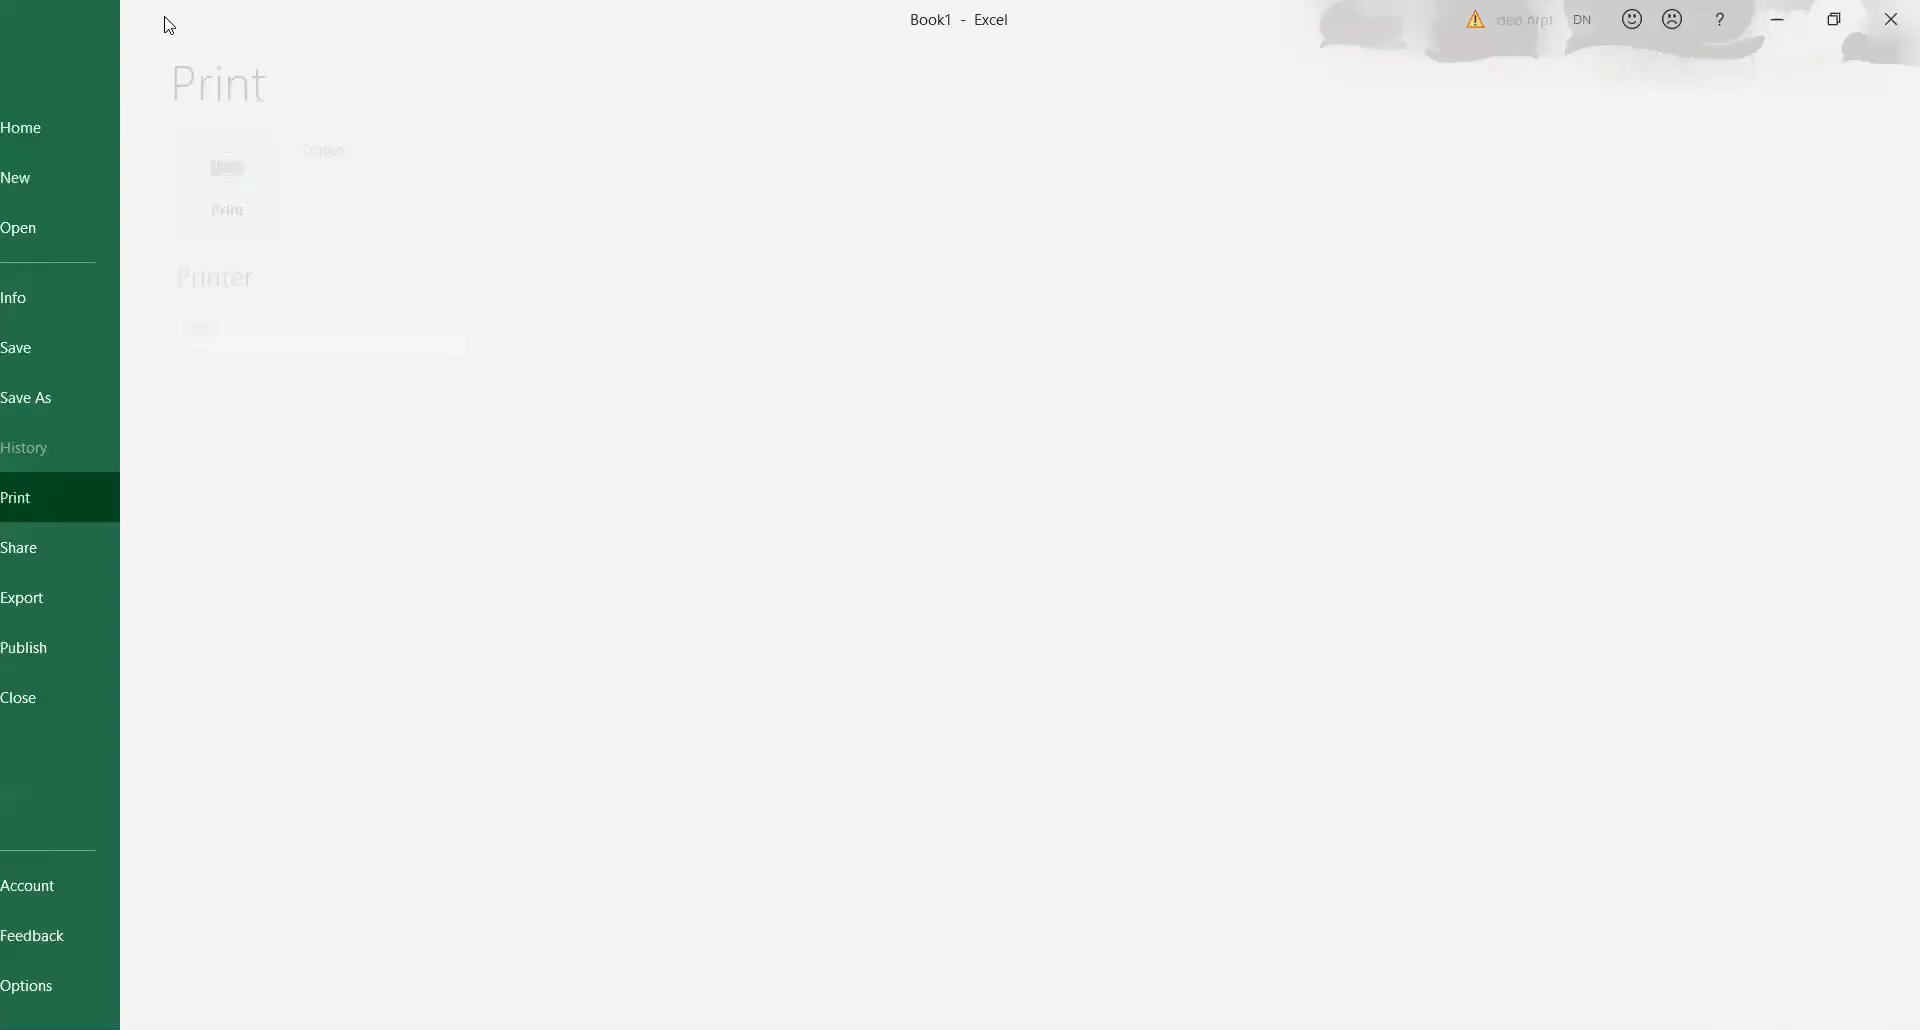 Book1 - Excel
DN
?
Print
Home
New
Open
Info
Save
Save As
History
Print
Share
Export
Publish
Close
Account
Feedback
Options
Copies:
Print
Printer